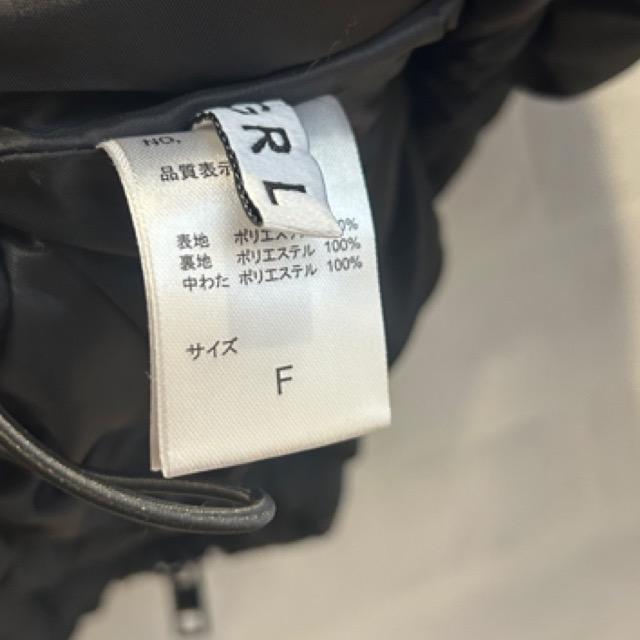 GRL
NO.
品質表示
表地 ポリエステル 100%
裏地 ポリエステル 100%
中わた ポリエステル 100%
サイズ
F